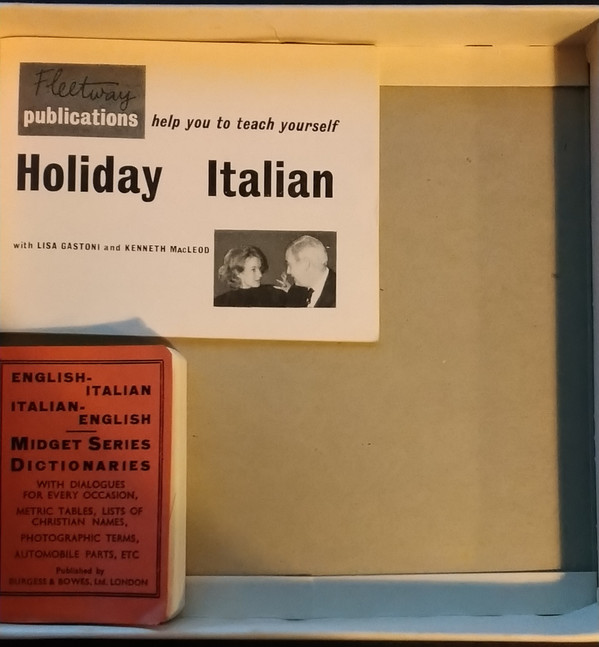 Fleetway
publications help you to teach yourself
Holiday Italian
with LISA GASTONI and KENNETH MACLEOD
ENGLISH-
ITALIAN
ITALIAN-
ENGLISH
MIDGET SERIES
DICTIONARIES
WITH DIALOGUES
FOR EVERY OCCASION,
METRIC TABLES, LISTS OF
CHRISTIAN NAMES,
PHOTOGRAPHIC TERMS,
AUTOMOBILE PARTS, ETC
Published by
BURGESS & BOWES, LM. LONDON